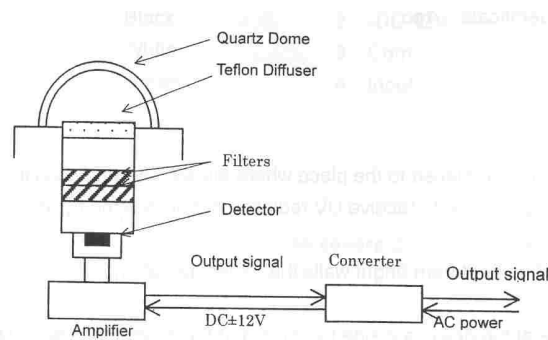 Quartz Dome
Teflon Diffuser
Filters
Detector
Output signal
Converter
Output signal
DC±12V
AC power
Amplifier